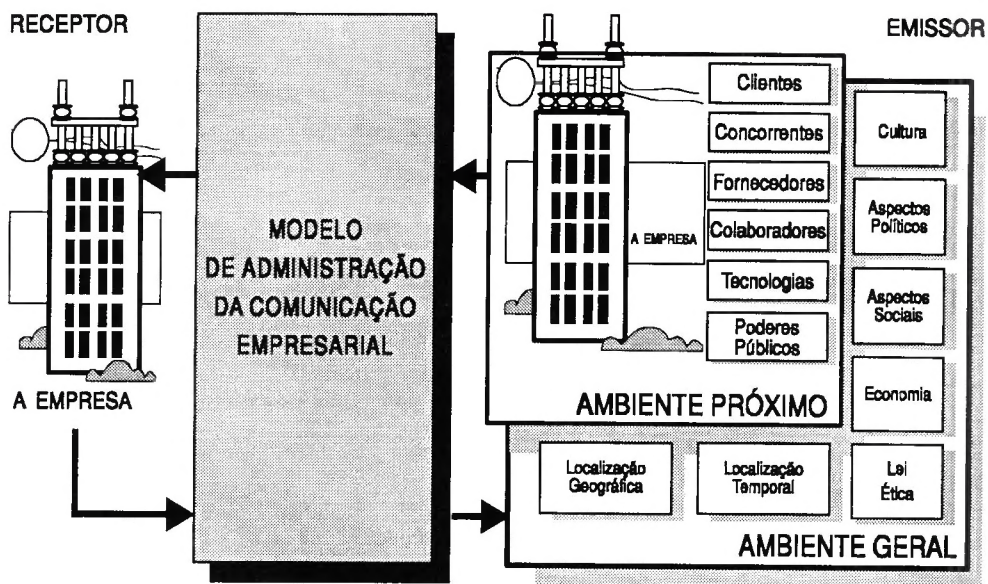 RECEPTOR
EMISSOR
MODELO
DE ADMINISTRAÇÃO
DA COMUNICAÇÃO
EMPRESARIAL
A EMPRESA
A EMPRESA
Clientes
Concorrentes
Fornecedores
Colaboradores
Tecnologias
Poderes
Públicos
AMBIENTE PRÓXIMO
Cultura
Aspectos
Políticos
Aspectos
Sociais
Economia
Localização
Geográfica
Localização
Temporal
Lei
Ética
AMBIENTE GERAL